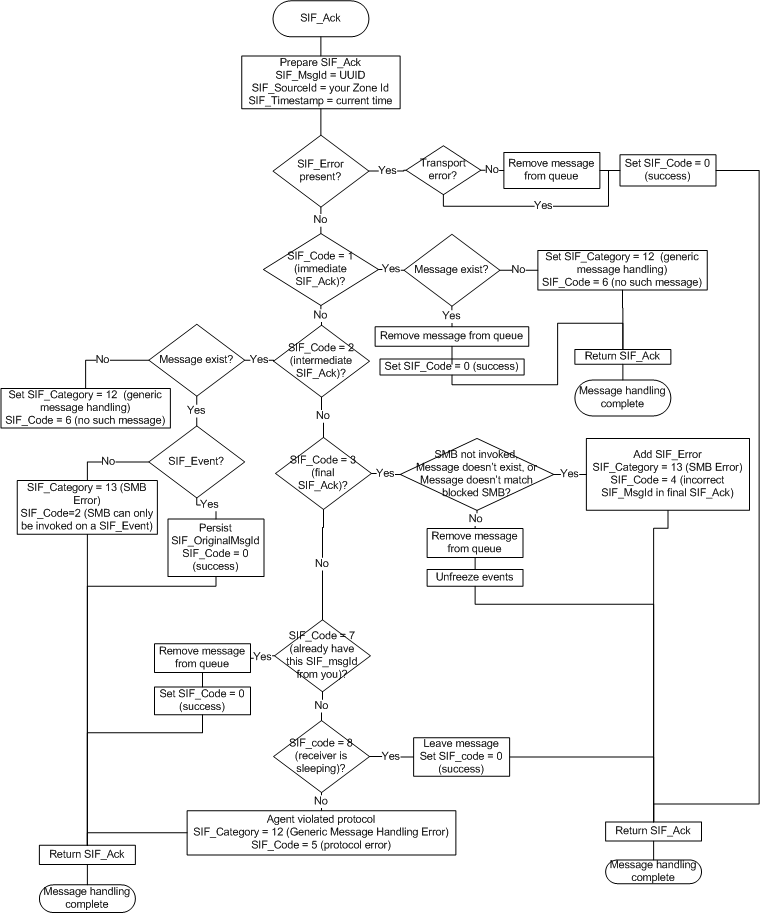 SIF_Ack
Prepare SIF_Ack
SIF_MsgId = UUID
SIF_SourceId = your Zone Id
SIF_Timestamp = current time
SIF_Error
present?
Yes
Transport
error?
No
Remove message
from queue
Set SIF_Code = 0
(success)
Yes
No
SIF_Code = 1
(immediate
SIF_Ack)?
Yes
Message exist?
No
Set SIF_Category = 12 (generic
message handling)
SIF_Code = 6 (no such message)
Yes
Remove message from queue
Set SIF_Code = 0 (success)
Return SIF_Ack
Message handling
complete
No
SIF_Code = 2
(intermediate
SIF_Ack)?
Yes
Message exist?
No
Set SIF_Category = 12 (generic
message handling)
SIF_Code = 6 (no such message)
Yes
SIF_Event?
No
SIF_Category = 13 (SMB
Error)
SIF_Code=2 (SMB can only
be invoked on a SIF_Event)
Yes
Persist
SIF_OriginalMsgId
SIF_Code = 0
(success)
No
SIF_Code = 3
(final
SIF_Ack)?
Yes
SMB not invoked,
Message doesn't exist, or
Message doesn't match
blocked SMB?
Yes
Add SIF_Error
SIF_Category = 13 (SMB Error)
SIF_Code = 4 (incorrect
SIF_MsgId in final SIF_Ack)
No
Remove message
from queue
Unfreeze events
No
SIF_Code = 7
(already have
this SIF_msgId
from you)?
Yes
Remove message
from queue
Set SIF_Code = 0
(success)
No
SIF_code = 8
(receiver is
sleeping)?
Yes
Leave message
Set SIF_code = 0
(success)
No
Agent violated protocol
SIF_Category = 12 (Generic Message Handling Error)
SIF_Code = 5 (protocol error)
Return SIF_Ack
Message handling
complete
Return SIF_Ack
Message handling
complete